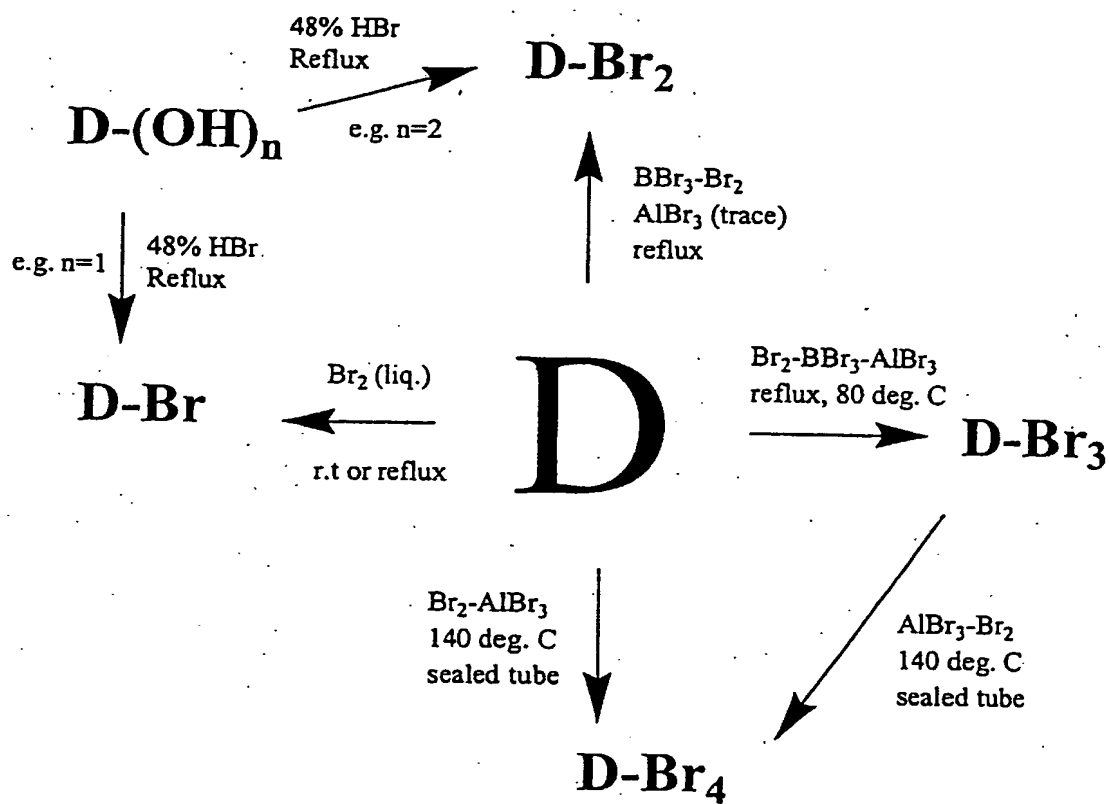 48% HBr
Reflux
D-Br₂
D-(OH)ₙ
e.g. n=2
BBr₃-Br₂
AlBr₃ (trace)
reflux
e.g. n=1
48% HBr
Reflux
D-Br
Br₂ (liq.)
r.t or reflux
D
Br₂-BBr₃-AlBr₃
reflux, 80 deg. C
D-Br₃
Br₂-AlBr₃
140 deg. C
sealed tube
AlBr₃-Br₂
140 deg. C
sealed tube
D-Br₄